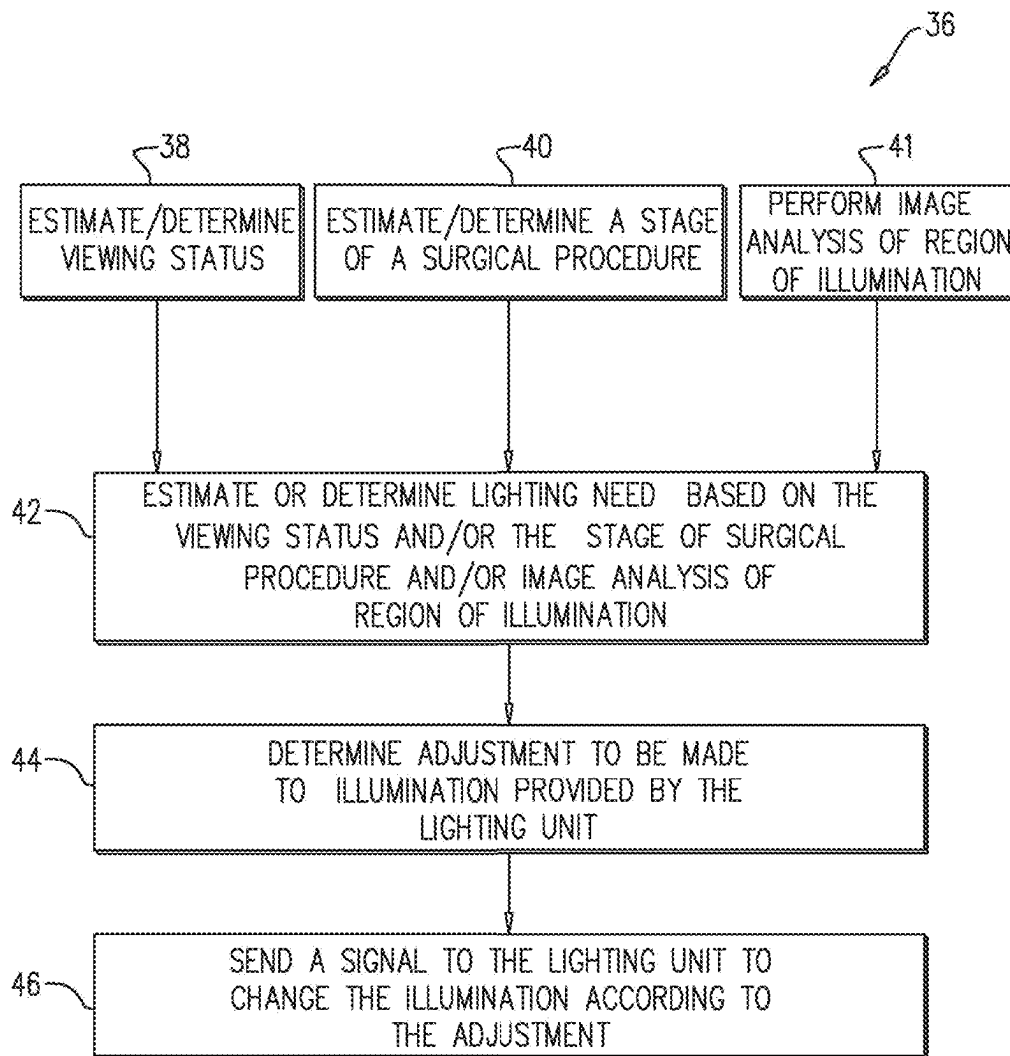 36
38
40
41
ESTIMATE/DETERMINE
VIEWING STATUS
ESTIMATE/DETERMINE A STAGE
OF A SURGICAL PROCEDURE
PERFORM IMAGE
ANALYSIS OF REGION
OF ILLUMINATION
42
ESTIMATE OR DETERMINE LIGHTING NEED BASED ON THE
VIEWING STATUS AND/OR THE STAGE OF SURGICAL
PROCEDURE AND/OR IMAGE ANALYSIS OF
REGION OF ILLUMINATION
44
DETERMINE ADJUSTMENT TO BE MADE
TO ILLUMINATION PROVIDED BY THE
LIGHTING UNIT
46
SEND A SIGNAL TO THE LIGHTING UNIT TO
CHANGE THE ILLUMINATION ACCORDING TO
THE ADJUSTMENT